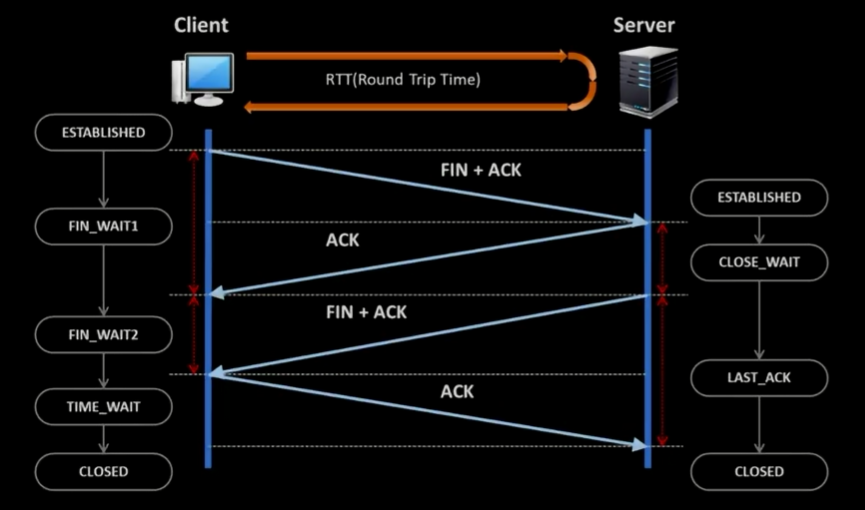 Client
Server
RTT(Round Trip Time)
ESTABLISHED
FIN + ACK
ESTABLISHED
FIN_WAIT1
ACK
CLOSE_WAIT
FIN + ACK
FIN_WAIT2
LAST_ACK
ACK
TIME_WAIT
CLOSED
CLOSED